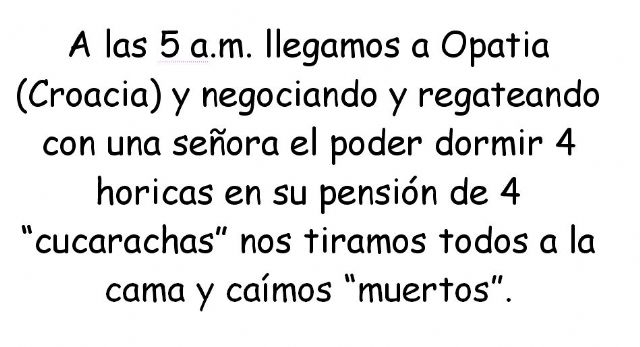 A las 5 a.m. llegamos a Opatia
(Croacia) y negociando y regateando
con una señora el poder dormir 4
horicas en su pensión de 4
“cucarachas” nos tiramos todos a la
cama y caímos “muertos”.